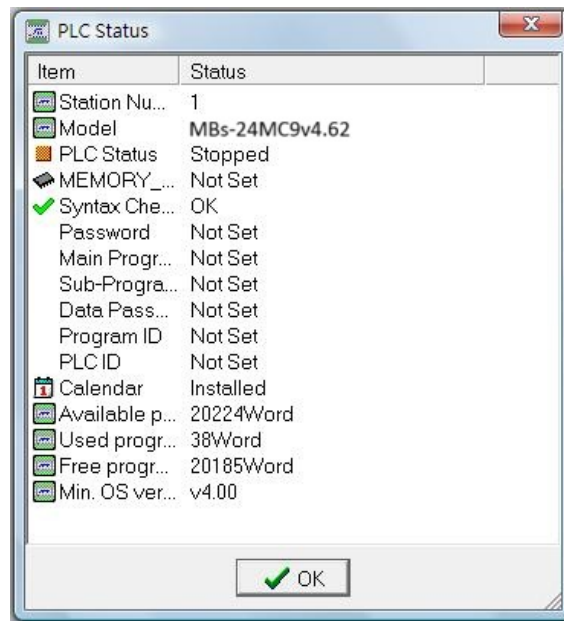 PLC Status
Item Status
Station Nu... 1
Model MBs-24MC9v4.62
PLC Status Stopped
MEMORY_... Not Set
Syntax Che... OK
Password Not Set
Main Progr... Not Set
Sub-Progra... Not Set
Data Pass... Not Set
Program ID Not Set
PLC ID Not Set
Calendar Installed
Available p... 20224Word
Used progr... 38Word
Free progr... 20185Word
Min. OS ver... v4.00
OK